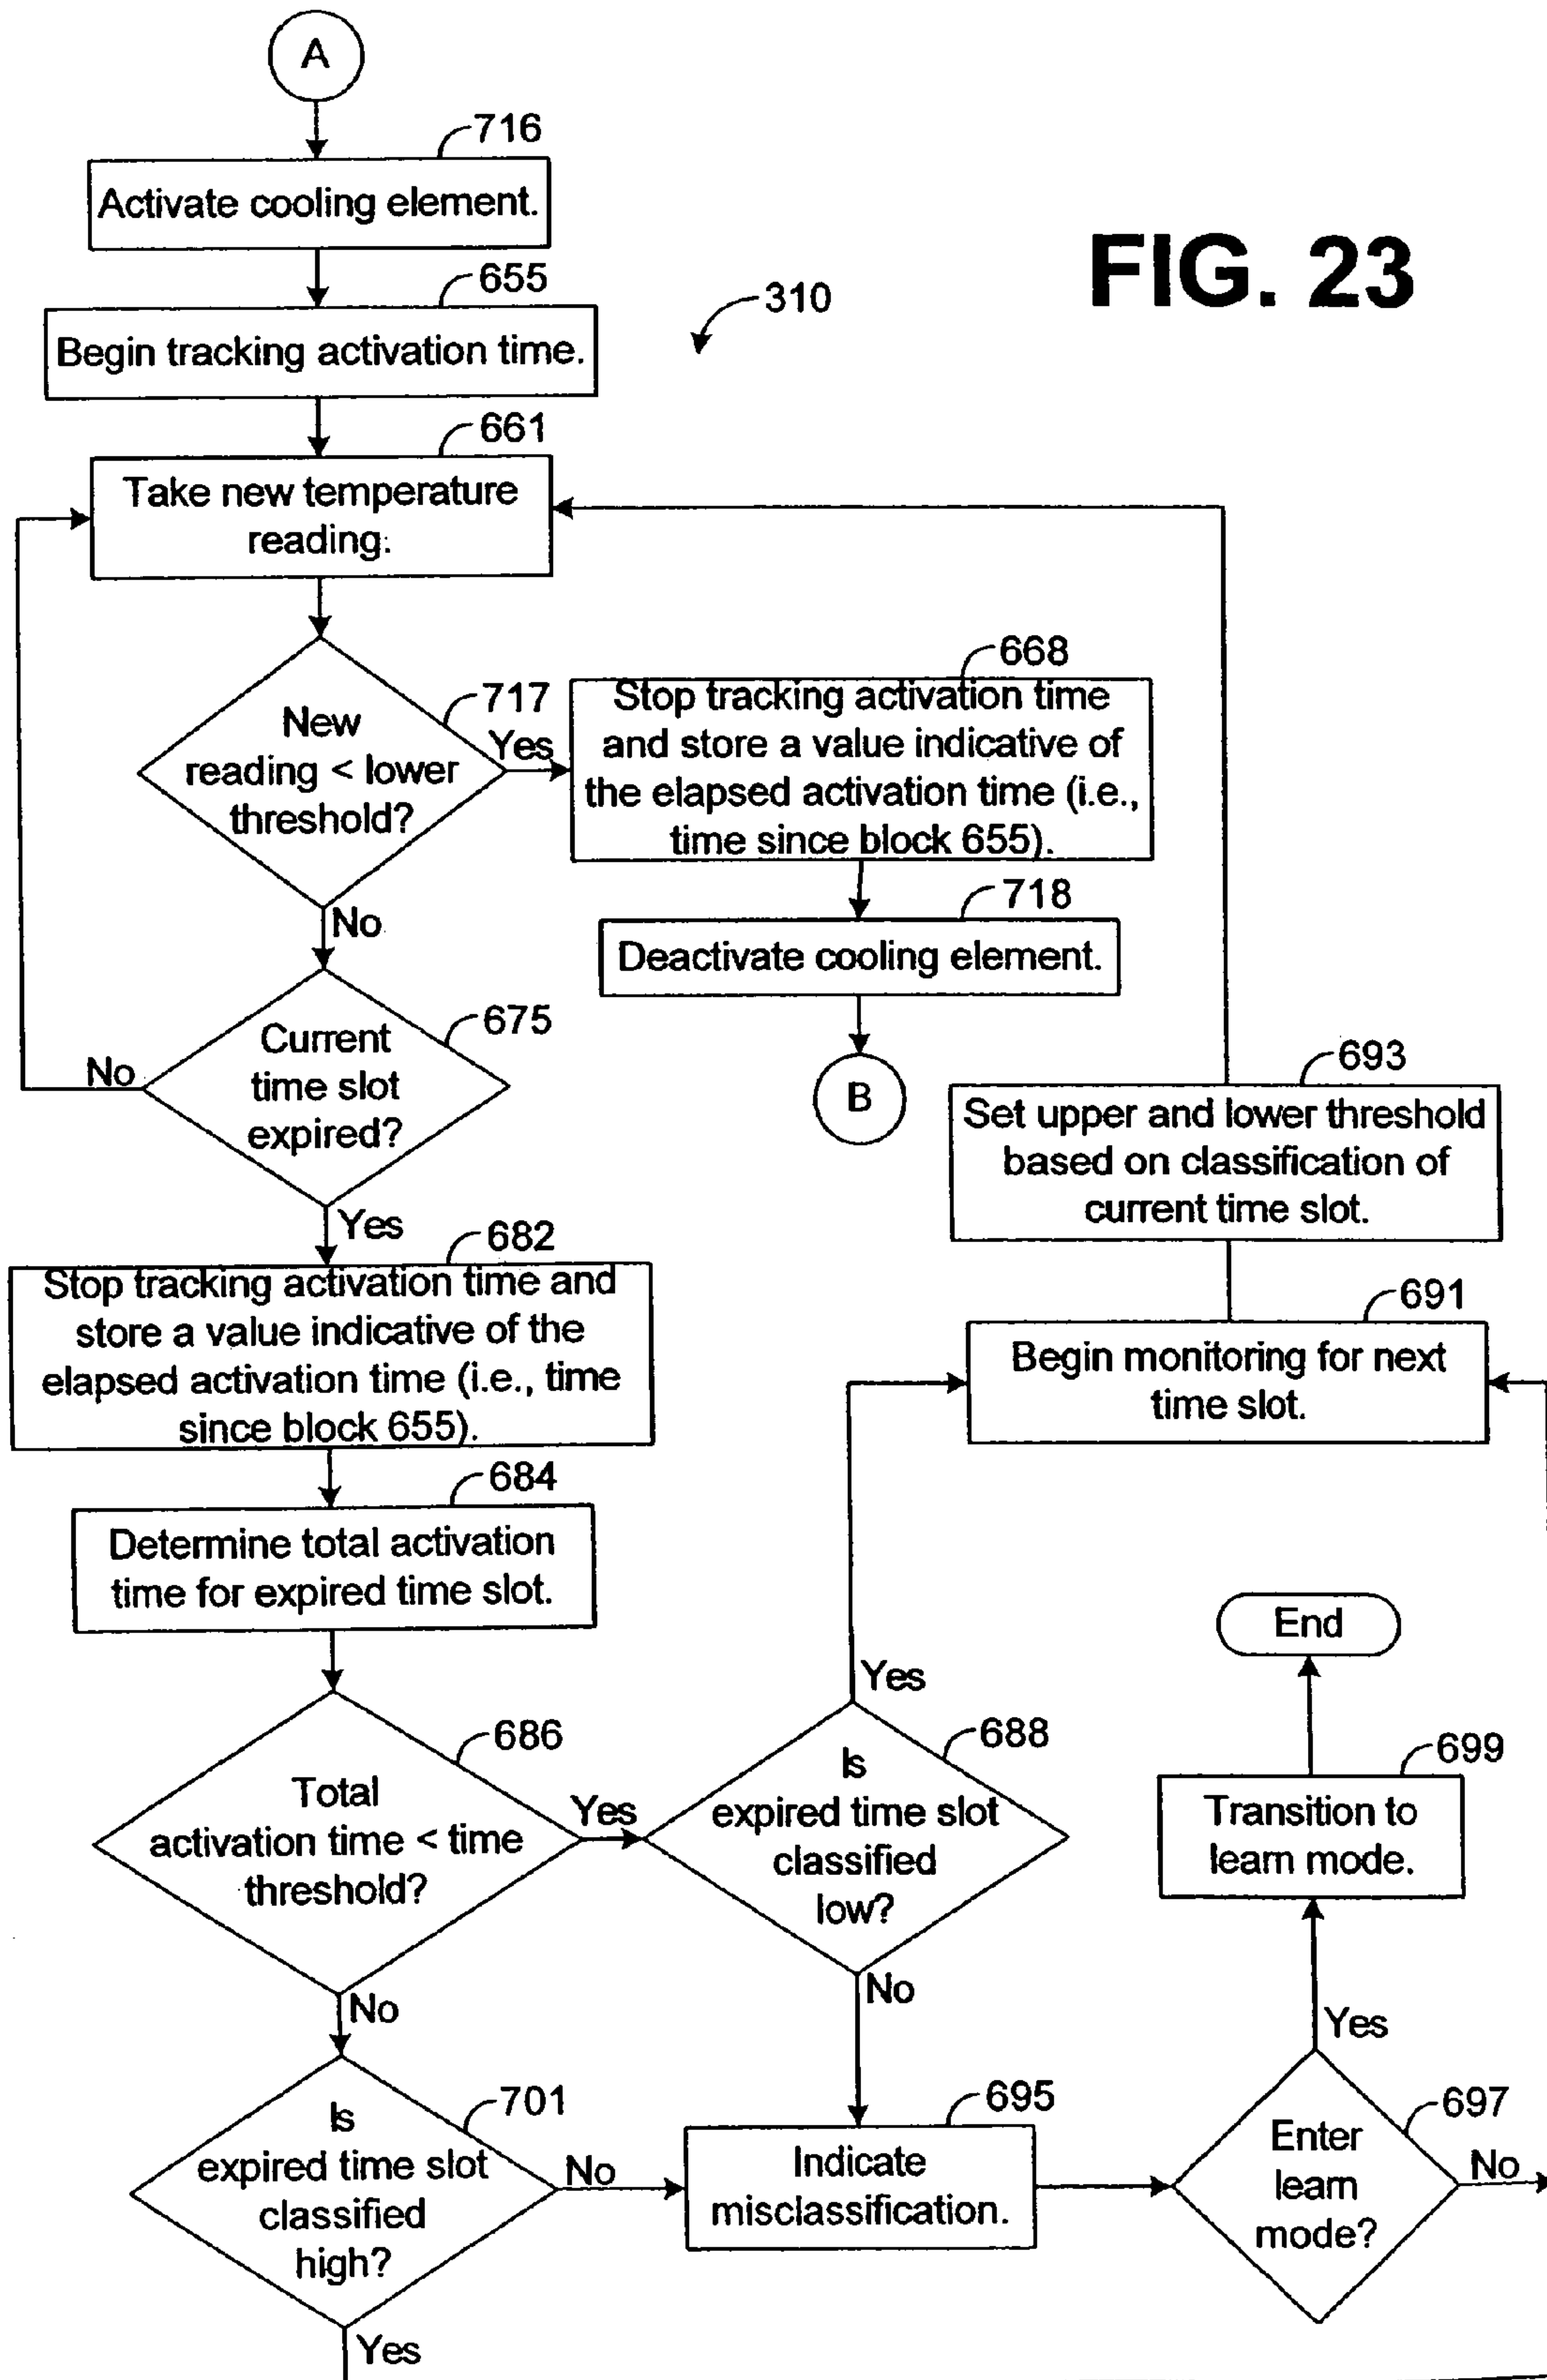 A
716
Activate cooling element.
FIG. 23
655
310
Begin tracking activation time.
661
Take new temperature
reading.
717
New
reading < lower
threshold?
Yes
668
Stop tracking activation time
and store a value indicative of
the elapsed activation time (i.e.,
time since block 655).
No
718
Deactivate cooling element.
B
675
Current
time slot
expired?
No
Yes
693
Set upper and lower threshold
based on classification of
current time slot.
682
Stop tracking activation time and
store a value indicative of the
elapsed activation time (i.e., time
since block 655).
691
Begin monitoring for next
time slot.
684
Determine total activation
time for expired time slot.
End
686
Total
activation time < time
threshold?
Yes
Yes
688
Is
expired time slot
classified
low?
699
Transition to
learn mode.
No
No
Yes
701
Is
expired time slot
classified
high?
No
695
Indicate
misclassification.
697
Enter
learn
mode?
No
Yes